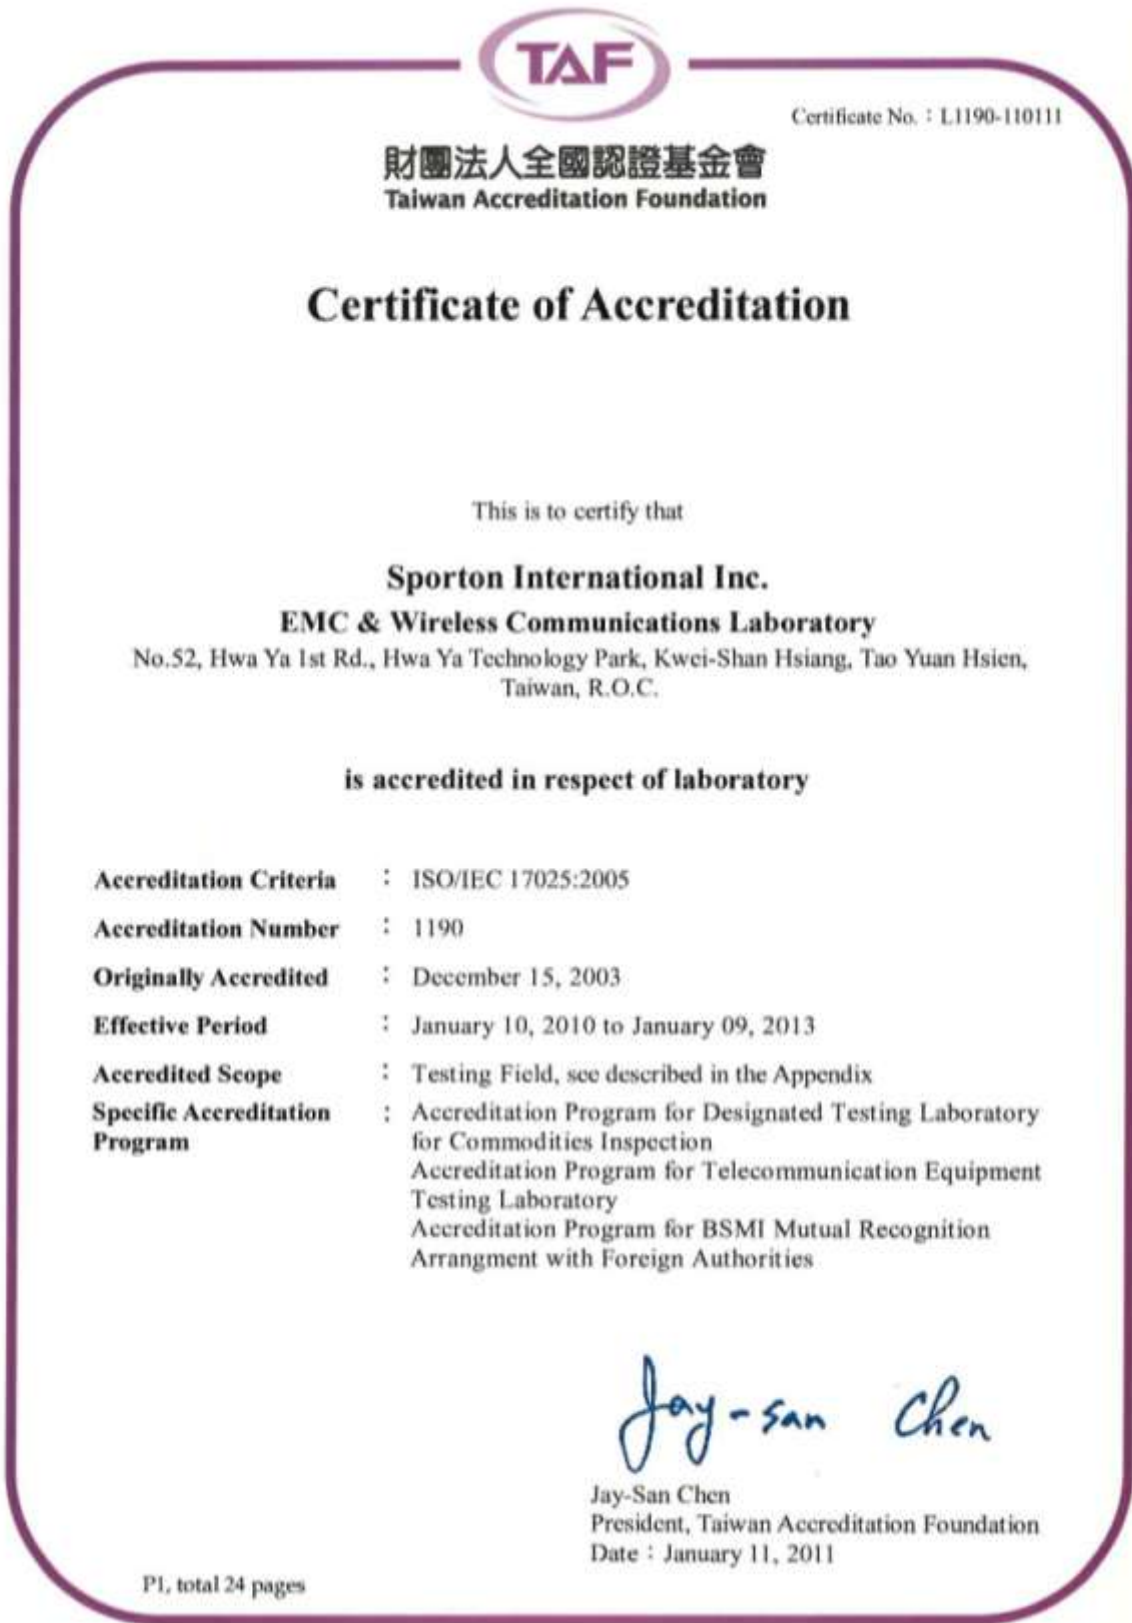 TAF
Certificate No.：L1190-110111
財團法人全國認證基金會
Taiwan Accreditation Foundation
Certificate of Accreditation
This is to certify that
Sporton International Inc.
EMC & Wireless Communications Laboratory
No.52, Hwa Ya 1st Rd., Hwa Ya Technology Park, Kwei-Shan Hsiang, Tao Yuan Hsien,
Taiwan, R.O.C.
is accredited in respect of laboratory
Accreditation Criteria : ISO/IEC 17025:2005
Accreditation Number : 1190
Originally Accredited : December 15, 2003
Effective Period : January 10, 2010 to January 09, 2013
Accredited Scope : Testing Field, see described in the Appendix
Specific Accreditation : Accreditation Program for Designated Testing Laboratory
Program for Commodities Inspection
Accreditation Program for Telecommunication Equipment
Testing Laboratory
Accreditation Program for BSMI Mutual Recognition
Arrangment with Foreign Authorities
Jay-san Chen
Jay-San Chen
President, Taiwan Accreditation Foundation
Date：January 11, 2011
P1, total 24 pages